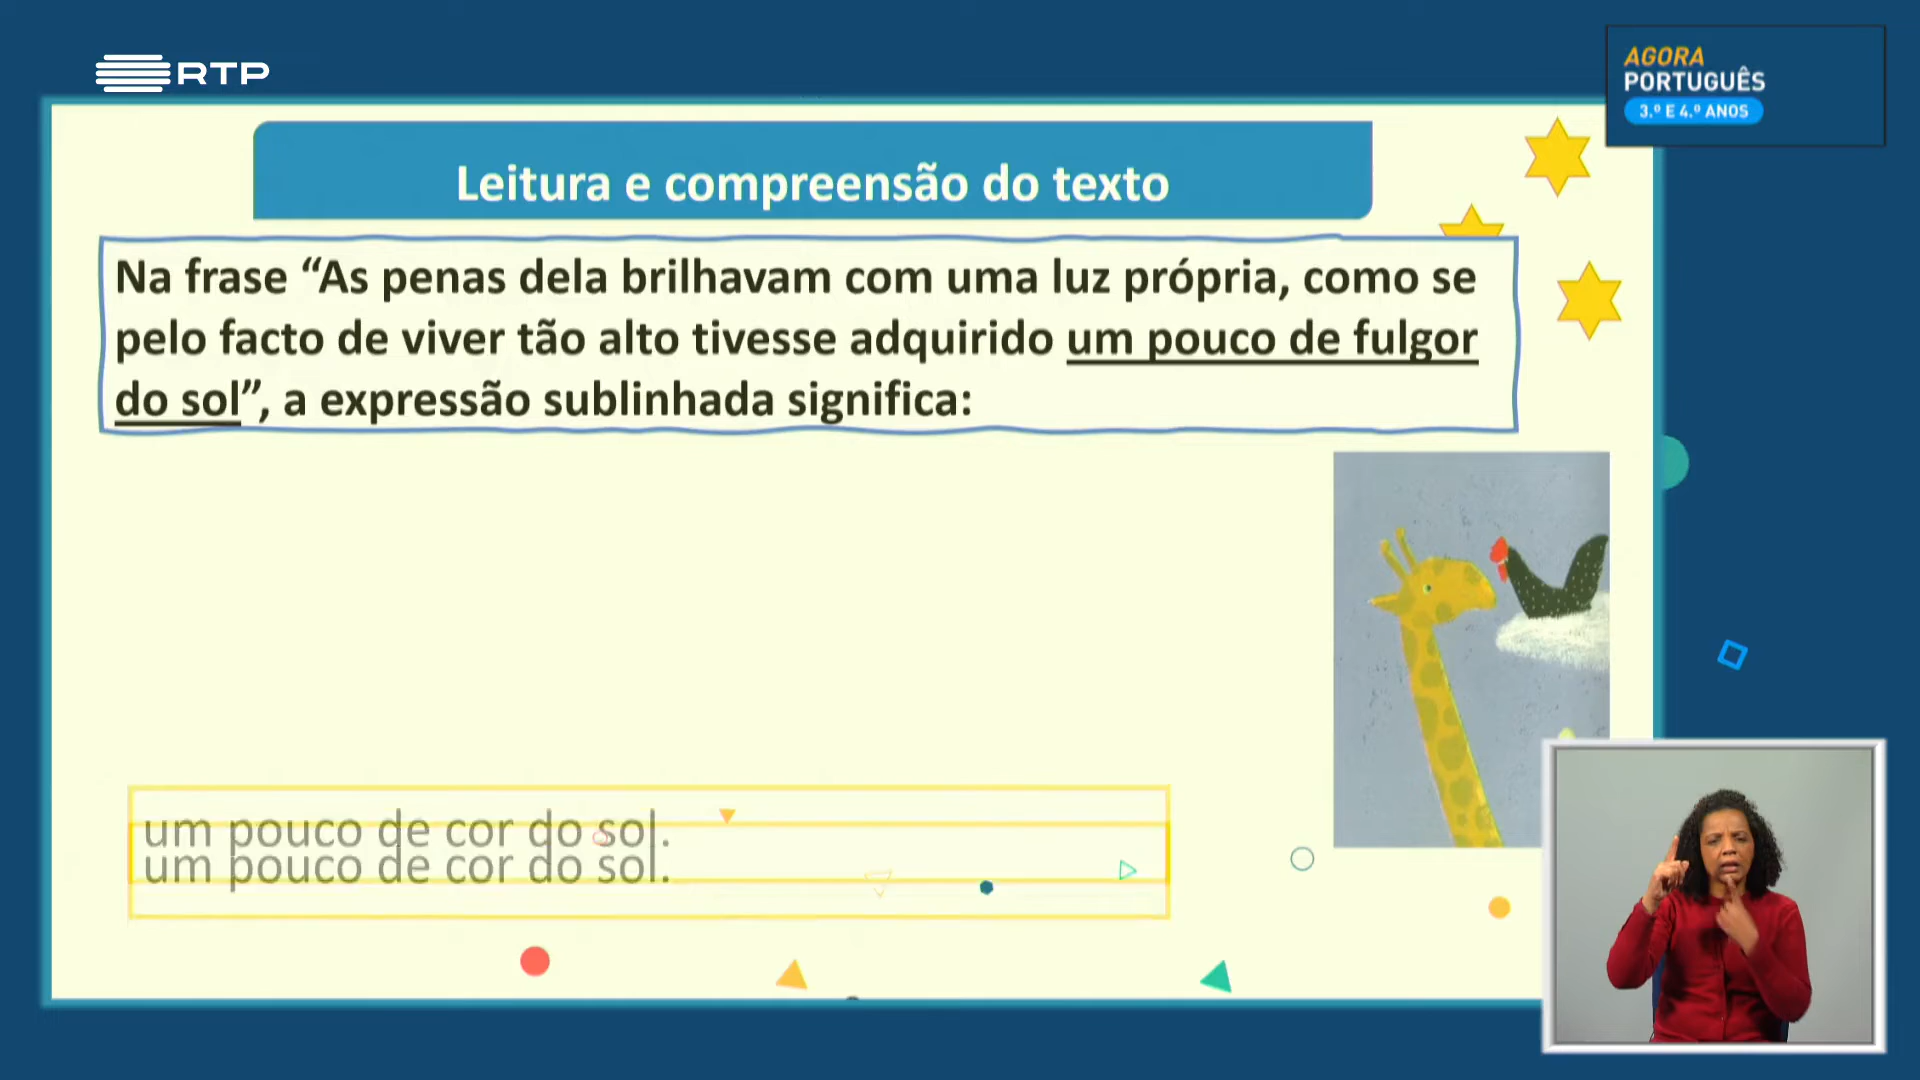 RTP
AGORA
PORTUGUÊS
3.º E 4.º ANOS
Leitura e compreensão do texto
Na frase “As penas dela brilhavam com uma luz própria, como se
pelo facto de viver tão alto tivesse adquirido um pouco de fulgor
do sol”, a expressão sublinhada significa:
um pouco de cor do sol.
um pouco de cor do sol.